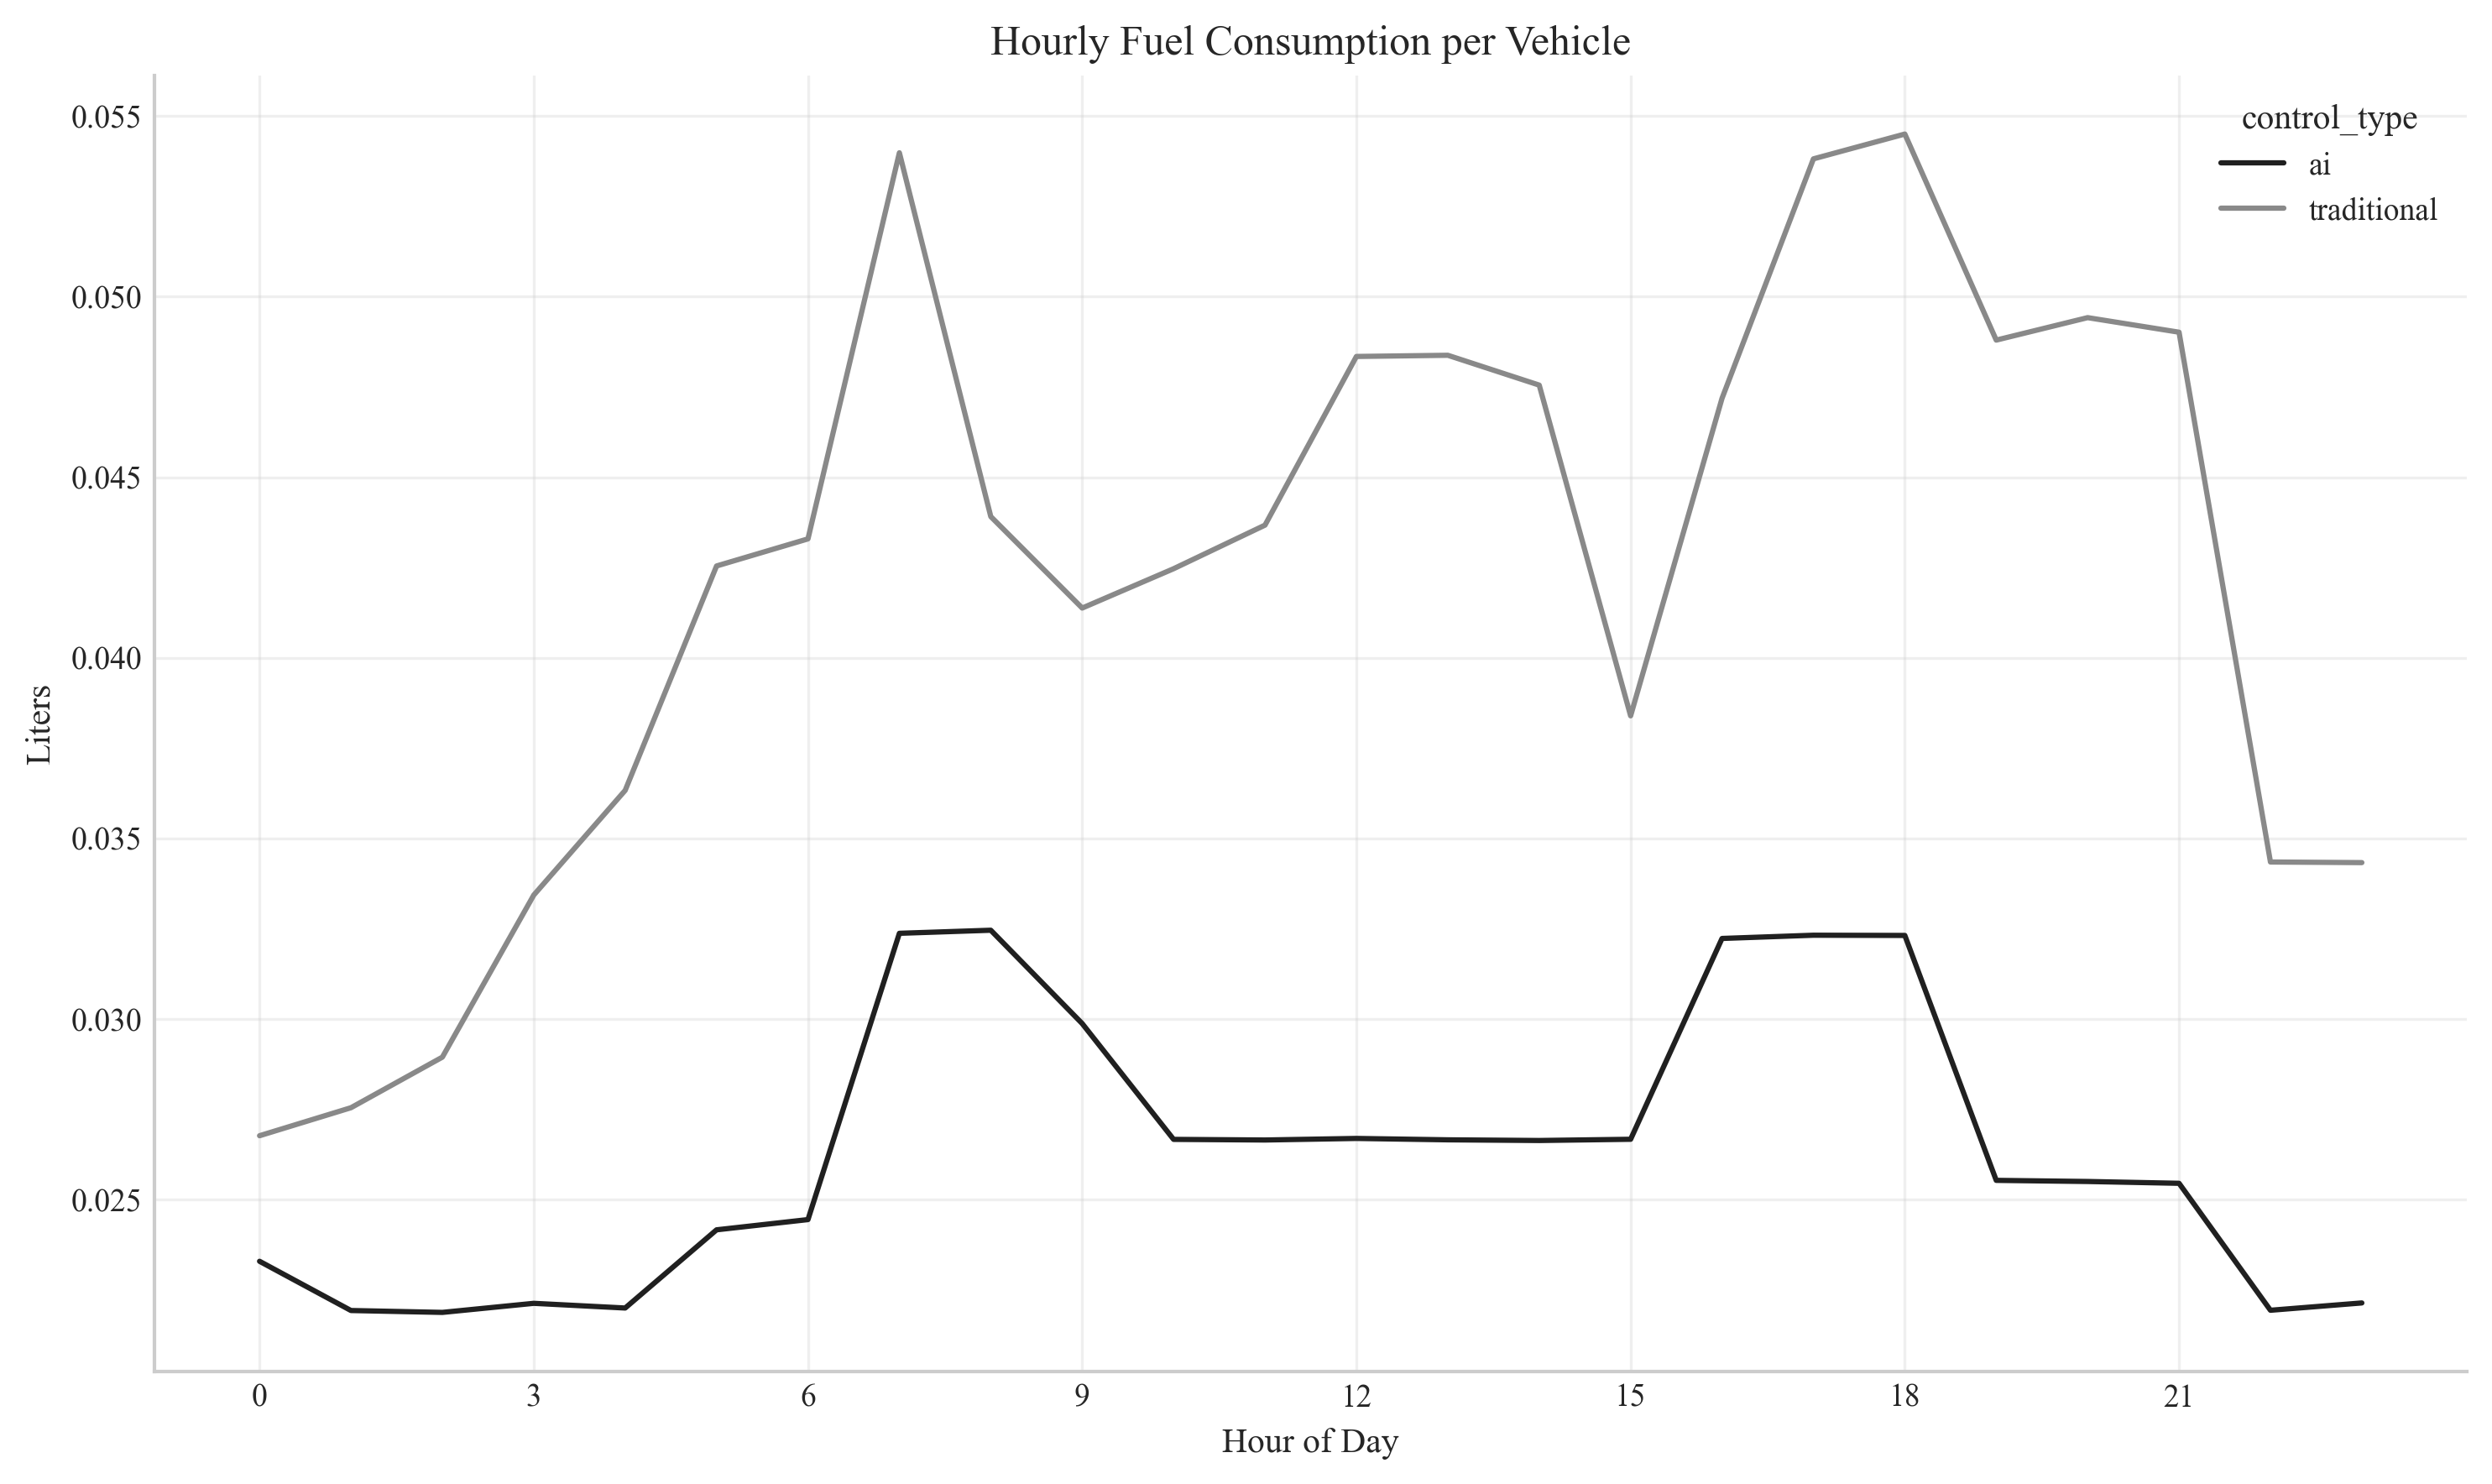 Hourly Fuel Consumption per Vehicle
control_type
ai
traditional
0.055
0.050
0.045
0.040
0.035
0.030
0.025
Liters
0 3 6 9 12 15 18 21
Hour of Day